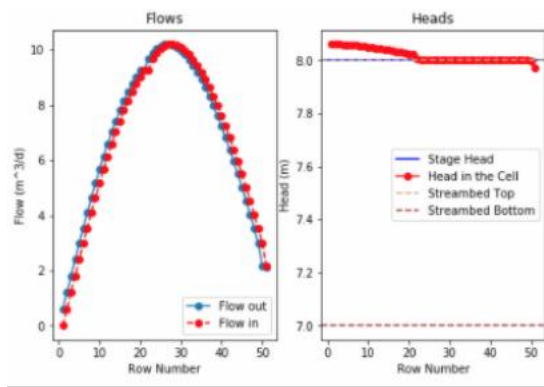 Flows
Flow (m^3/d)
10
8
6
4
2
0
0
10
20
30
40
50
Row Number
Flow out
Flow in
Heads
Head (m)
8.0
7.8
7.6
7.4
7.2
7.0
0
10
20
30
40
50
Row Number
Stage Head
Head in the Cell
Streambed Top
Streambed Bottom